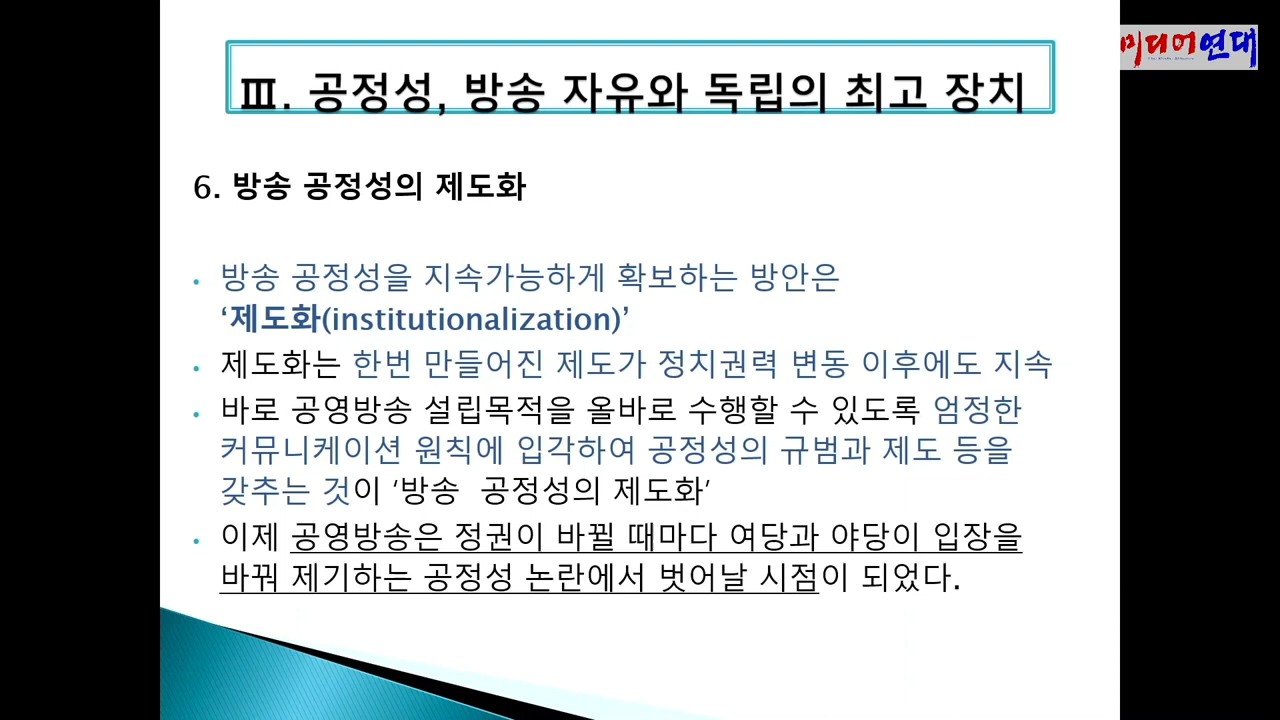 미디어연대
Ⅲ. 공정성, 방송 자유와 독립의 최고 장치
6. 방송 공정성의 제도화
• 방송 공정성을 지속가능하게 확보하는 방안은
‘제도화(institutionalization)’
• 제도화는 한번 만들어진 제도가 정치권력 변동 이후에도 지속
• 바로 공영방송 설립목적을 올바로 수행할 수 있도록 엄정한
커뮤니케이션 원칙에 입각하여 공정성의 규범과 제도 등을
갖추는 것이 ‘방송  공정성의 제도화’
• 이제 공영방송은 정권이 바뀔 때마다 여당과 야당이 입장을
바꿔 제기하는 공정성 논란에서 벗어날 시점이 되었다.